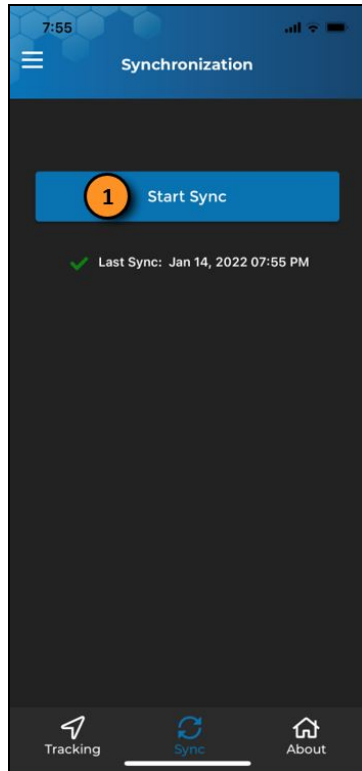 7:55
Synchronization
1 Start Sync
Last Sync: Jan 14, 2022 07:55 PM
Tracking Sync About